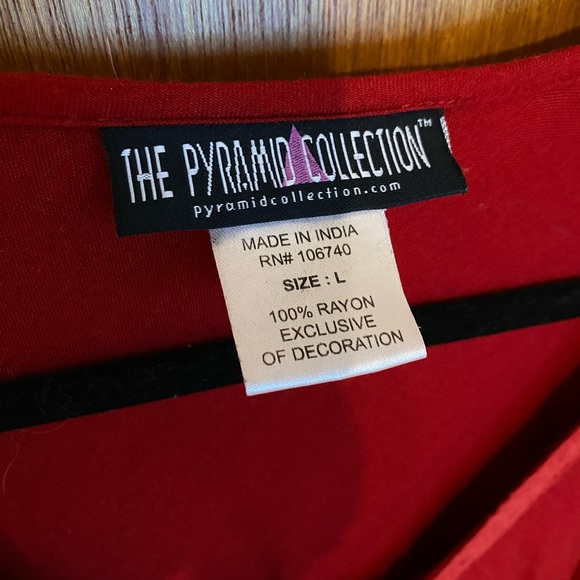 THE PYRAMID COLLECTION™
pyramidcollection.com
MADE IN INDIA
RN# 106740
SIZE : L
100% RAYON
EXCLUSIVE
OF DECORATION